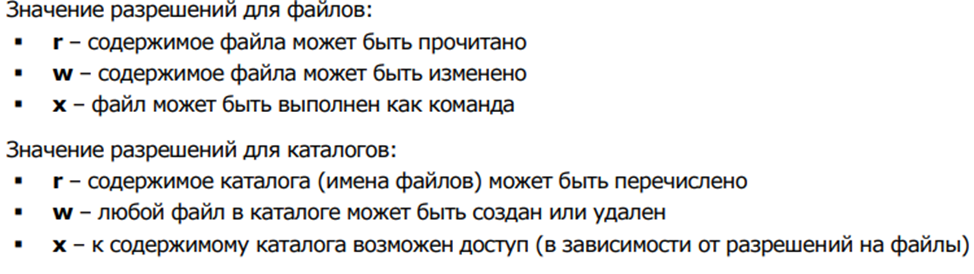 Значение разрешений для файлов:
▪ r – содержимое файла может быть прочитано
▪ w – содержимое файла может быть изменено
▪ x – файл может быть выполнен как команда
Значение разрешений для каталогов:
▪ r – содержимое каталога (имена файлов) может быть перечислено
▪ w – любой файл в каталоге может быть создан или удален
▪ x – к содержимому каталога возможен доступ (в зависимости от разрешений на файлы)